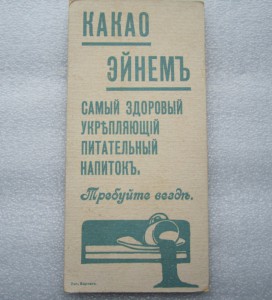 КАКАО
ЭЙНЕМЪ
САМЫЙ ЗДОРОВЫЙ
УКРѢПЛЯЮЩІЙ
ПИТАТЕЛЬНЫЙ
НАПИТОКЪ.
Требуйте вездѣ.